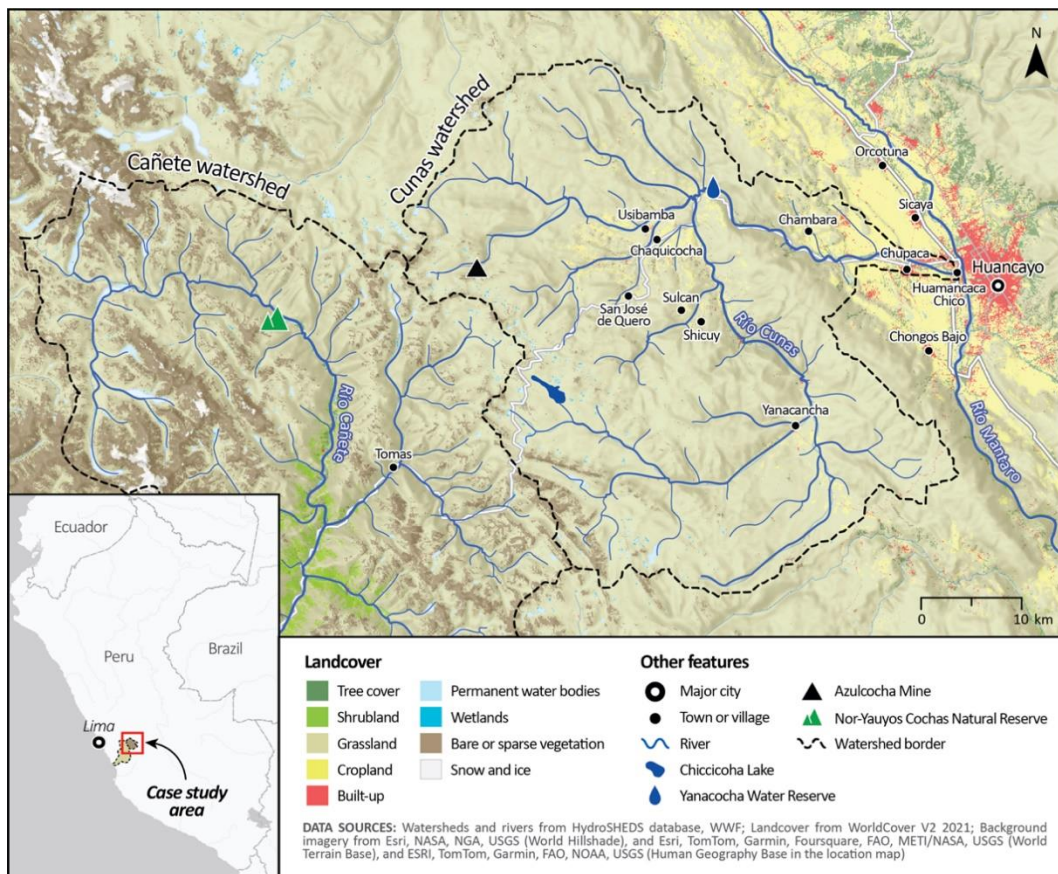 N
Cañete watershed
Cunas watershed
Orcotuna
Sicaya
Usibamba
Chambara
Chaquicocha
Chupaca
Huancayo
Huamancaca
Chico
San José
de Quero
Sulcan
Shicuy
Río Cunas
Chongos Bajo
Río Cañete
Yanacancha
Río Mantaro
Tomas
0
10 km
Ecuador
Peru
Brazil
Lima
Case study
area
Landcover
Tree cover
Shrubland
Grassland
Cropland
Built-up
Permanent water bodies
Wetlands
Bare or sparse vegetation
Snow and ice
Other features
Major city
Town or village
River
Chiccicoha Lake
Yanacocha Water Reserve
Azulcocha Mine
Nor-Yauyos Cochas Natural Reserve
Watershed border
DATA SOURCES: Watersheds and rivers from HydroSHEDS database, WWF; Landcover from WorldCover V2 2021; Background
imagery from Esri, NASA, NGA, USGS (World Hillshade), and Esri, TomTom, Garmin, Foursquare, FAO, METI/NASA, USGS (World
Terrain Base), and ESRI, TomTom, Garmin, FAO, NOAA, USGS (Human Geography Base in the location map)